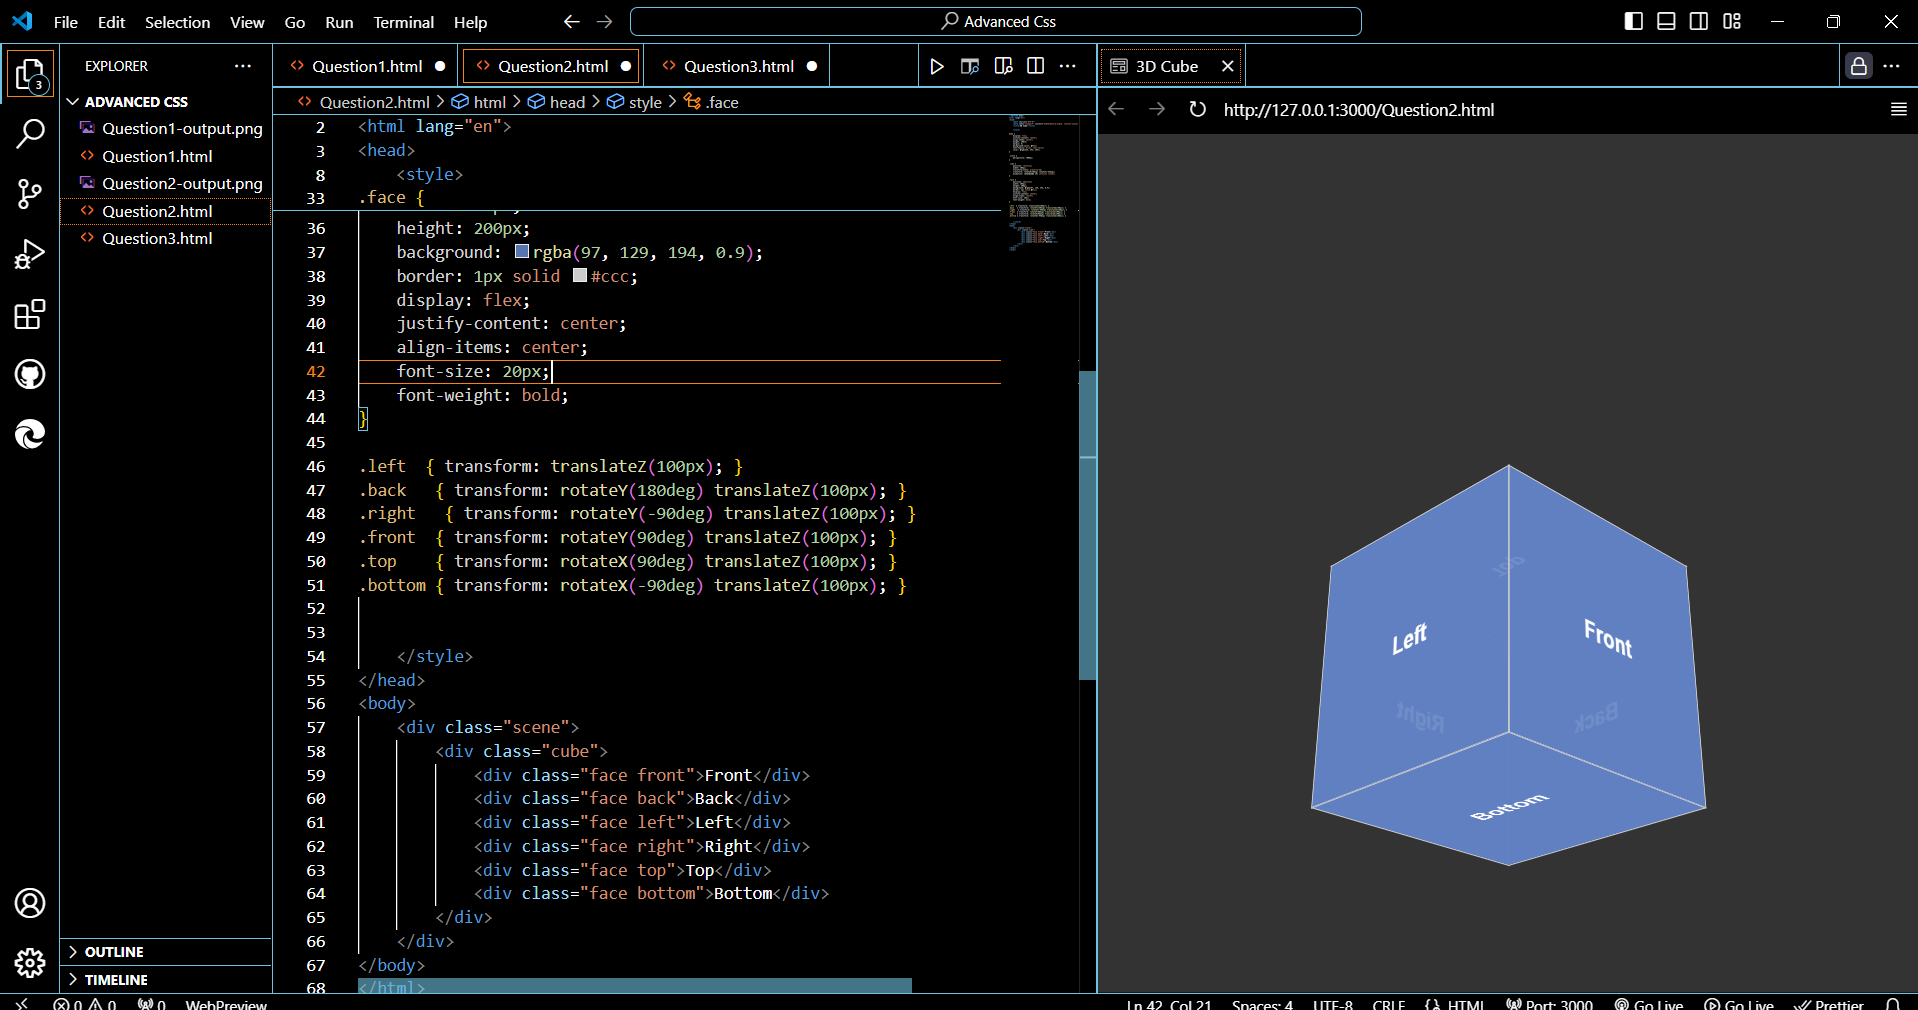 File Edit Selection View Go Run Terminal Help
Advanced Css
EXPLORER
3
ADVANCED CSS
Question1-output.png
Question1.html
Question2-output.png
Question2.html
Question3.html
OUTLINE
TIMELINE
Question1.html
Question2.html
Question3.html
Question2.html > html > head > style > .face
2 <html lang="en">
3 <head>
8 <style>
33 .face {
36 height: 200px;
37 background: rgba(97, 129, 194, 0.9);
38 border: 1px solid #ccc;
39 display: flex;
40 justify-content: center;
41 align-items: center;
42 font-size: 20px;
43 font-weight: bold;
44 }
45
46 .left { transform: translateZ(100px); }
47 .back { transform: rotateY(180deg) translateZ(100px); }
48 .right { transform: rotateY(-90deg) translateZ(100px); }
49 .front { transform: rotateY(90deg) translateZ(100px); }
50 .top { transform: rotateX(90deg) translateZ(100px); }
51 .bottom { transform: rotateX(-90deg) translateZ(100px); }
52
53
54 </style>
55 </head>
56 <body>
57 <div class="scene">
58 <div class="cube">
59 <div class="face front">Front</div>
60 <div class="face back">Back</div>
61 <div class="face left">Left</div>
62 <div class="face right">Right</div>
63 <div class="face top">Top</div>
64 <div class="face bottom">Bottom</div>
65 </div>
66 </div>
67 </body>
68 </html>
3D Cube
http://127.0.0.1:3000/Question2.html
Top
Left
Front
Right
Back
Bottom
0 0 0 WebPreview
Ln 42, Col 21 Spaces: 4 UTF-8 CRLF {} HTML Port: 3000 Go Live Go Live Prettier